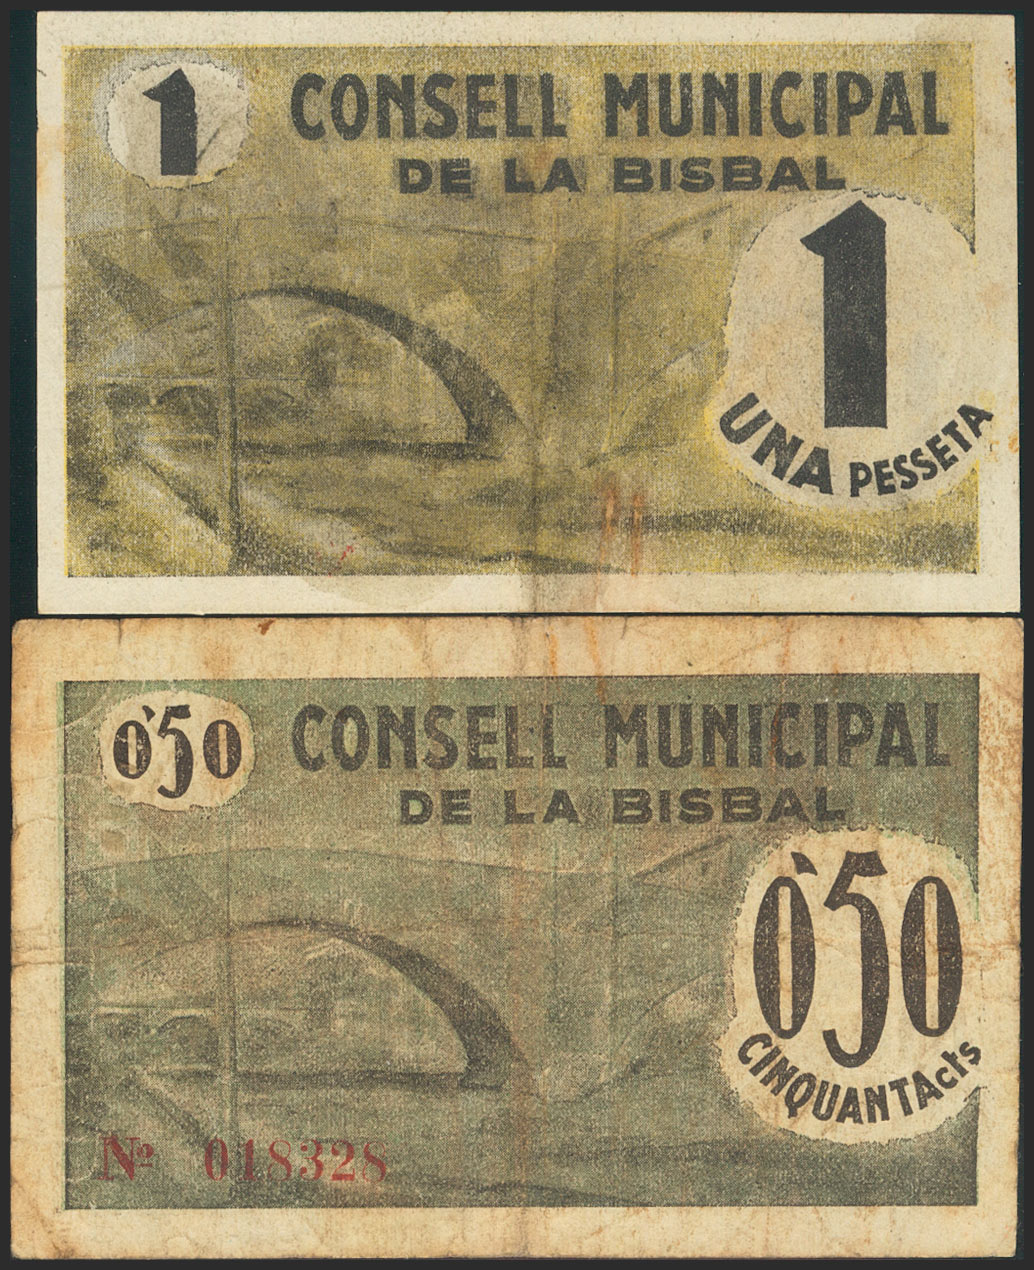 1
CONSELL MUNICIPAL
DE LA BISBAL
1
UNA PESSETA
0'50
CONSELL MUNICIPAL
DE LA BISBAL
0'50
CINQUANTA cts
Nº 018328